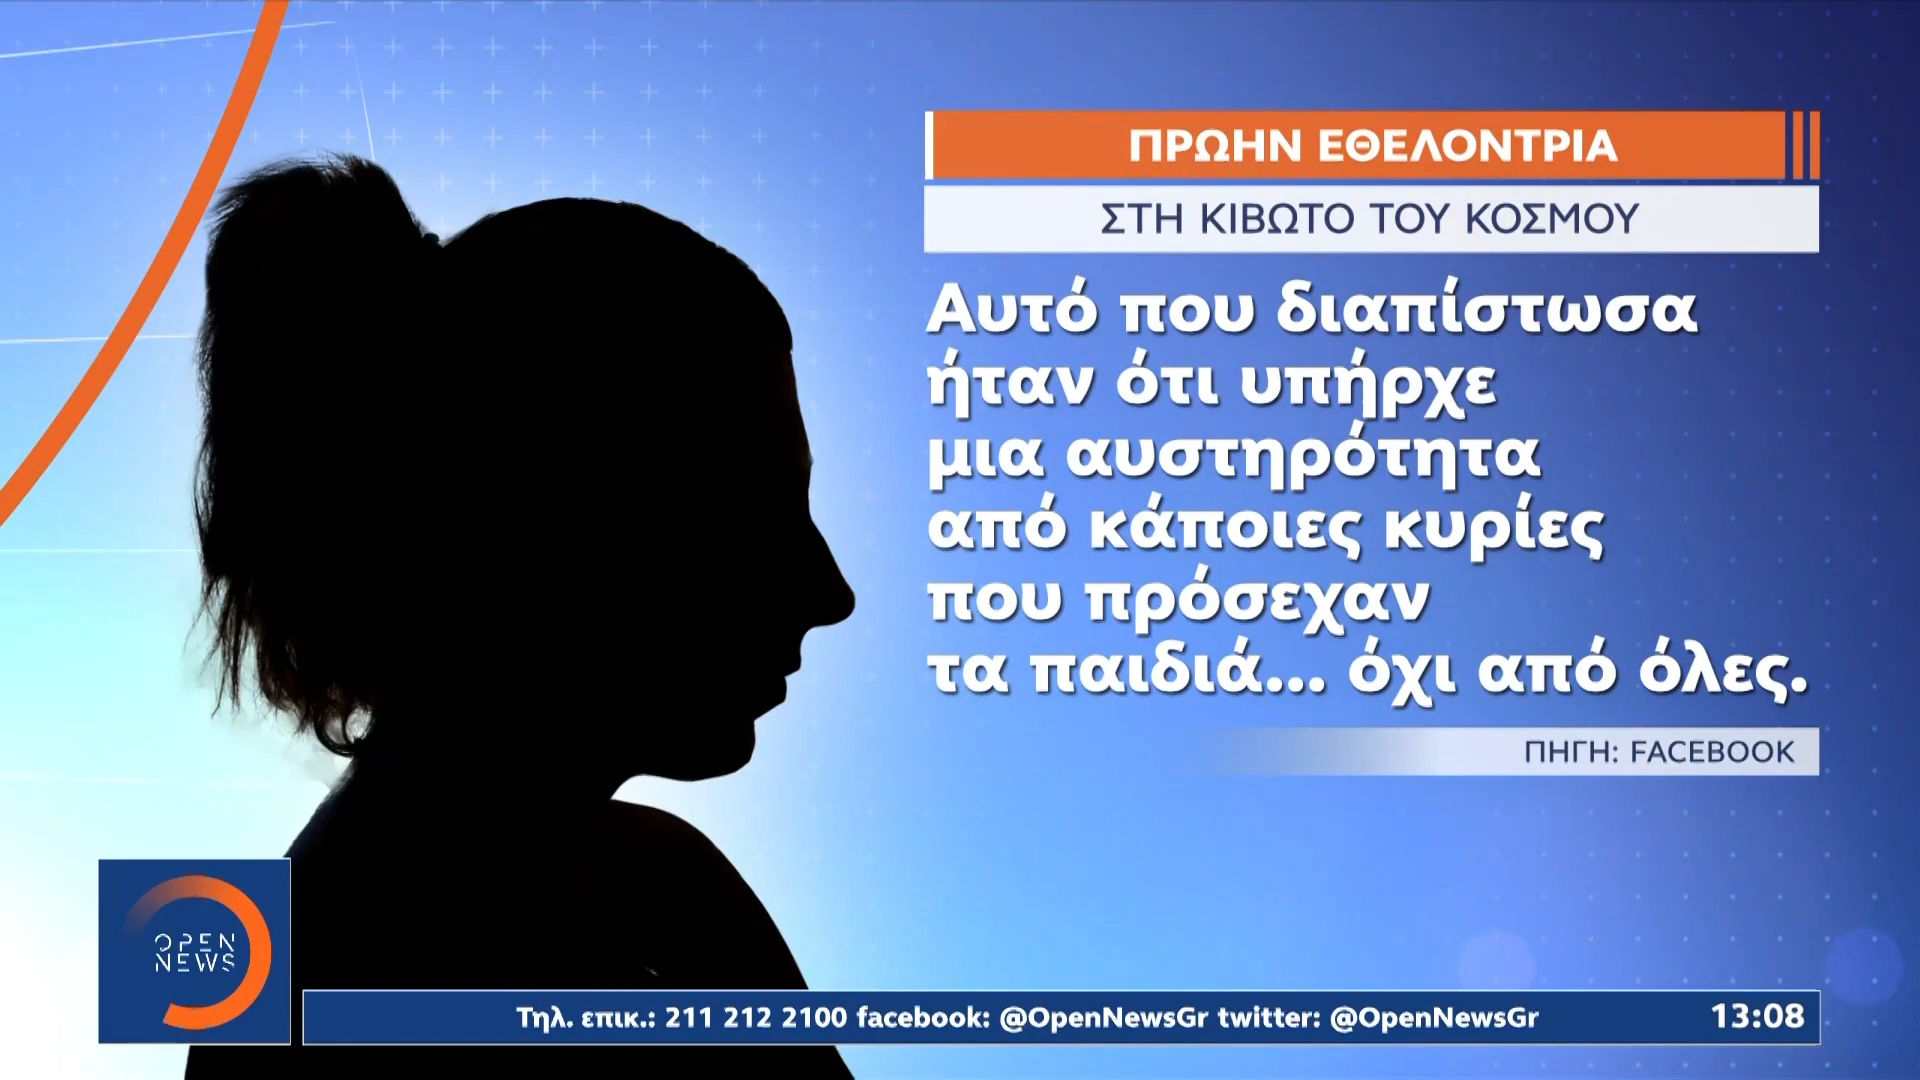 ΠΡΩΗΝ ΕΘΕΛΟΝΤΡΙΑ
ΣΤΗ ΚΙΒΩΤΟ ΤΟΥ ΚΟΣΜΟΥ
Αυτό που διαπίστωσα
ήταν ότι υπήρχε
μια αυστηρότητα
από κάποιες κυρίες
που πρόσεχαν
τα παιδιά... όχι από όλες.
ΠΗΓΗ: FACEBOOK
OPEN
NEWS
Τηλ. επικ.: 211 212 2100 facebook: @OpenNewsGr twitter: @OpenNewsGr
13:08